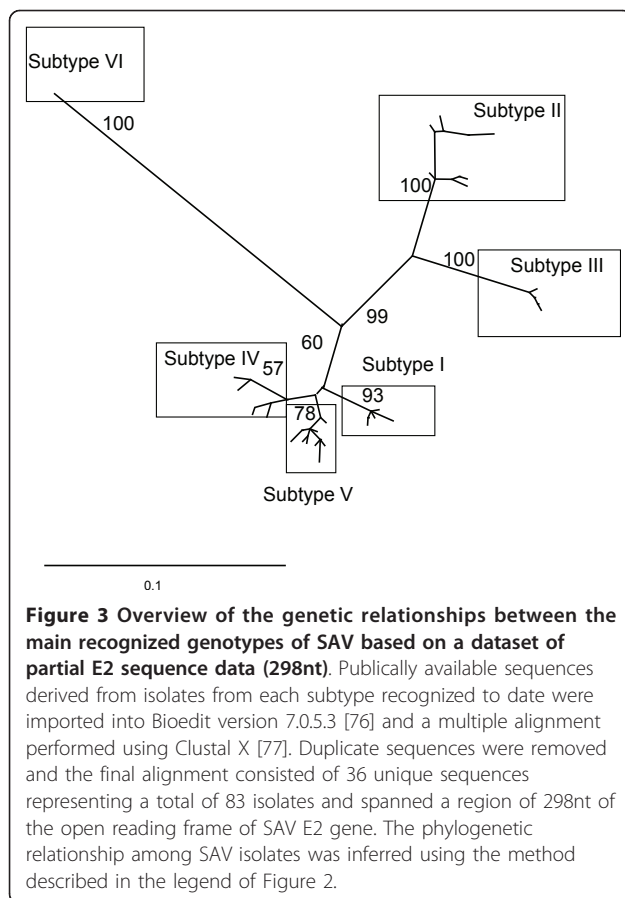 Subtype VI
100
Subtype II
100
100
Subtype III
99
60
Subtype IV
57
Subtype I
93
78
Subtype V
0.1
Figure 3 Overview of the genetic relationships between the
main recognized genotypes of SAV based on a dataset of
partial E2 sequence data (298nt). Publically available sequences
derived from isolates from each subtype recognized to date were
imported into Bioedit version 7.0.5.3 [76] and a multiple alignment
performed using Clustal X [77]. Duplicate sequences were removed
and the final alignment consisted of 36 unique sequences
representing a total of 83 isolates and spanned a region of 298nt of
the open reading frame of SAV E2 gene. The phylogenetic
relationship among SAV isolates was inferred using the method
described in the legend of Figure 2.